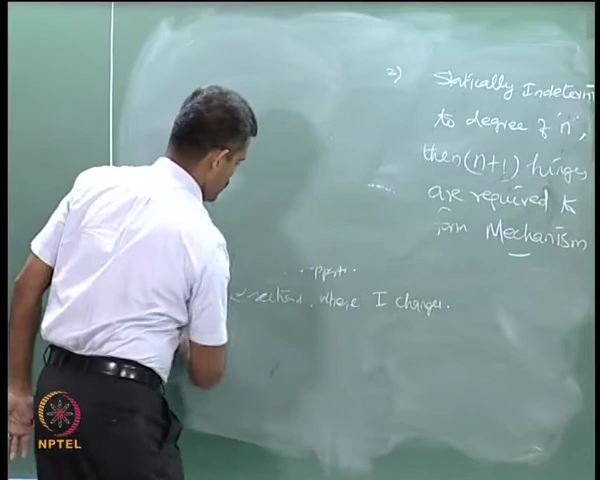 section, where I changes.
2) Statically Indeterm
to degree of 'n',
then (n+1) hinges
are required to
form Mechanism
NPTEL